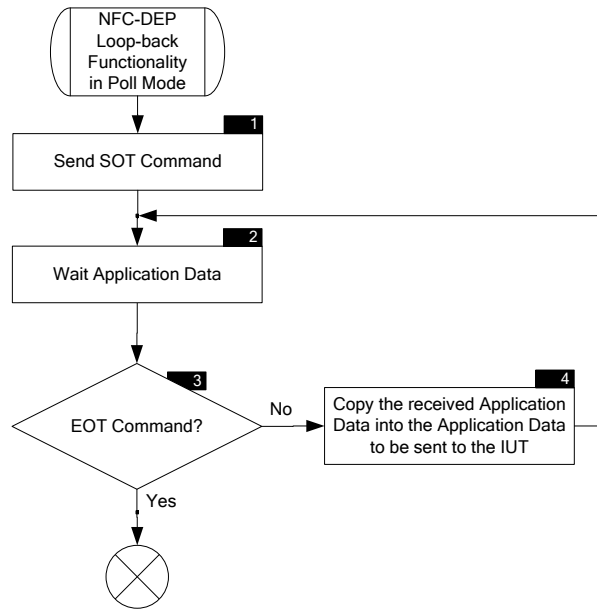 NFC-DEP
Loop-back
Functionality
in Poll Mode
1
Send SOT Command
2
Wait Application Data
3
EOT Command?
No
4
Copy the received Application
Data into the Application Data
to be sent to the IUT
Yes